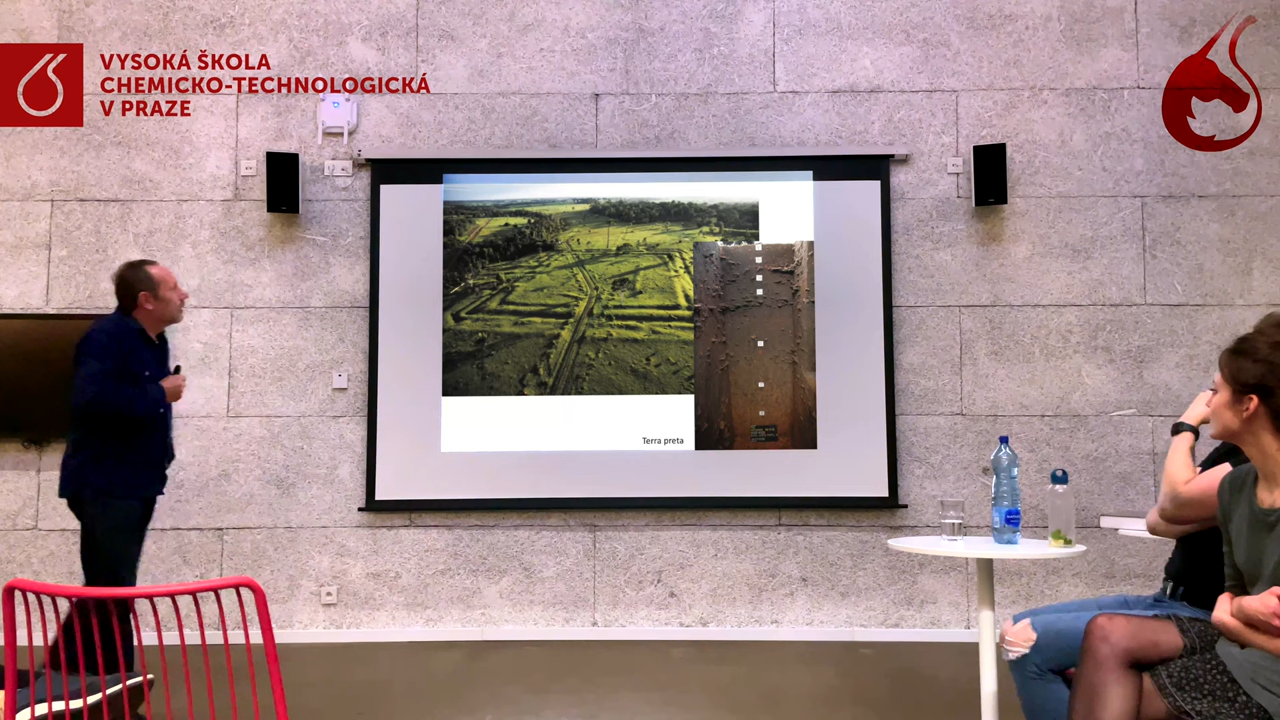 VYSOKÁ ŠKOLA
CHEMICKO-TECHNOLOGICKÁ
V PRAZE
Terra preta